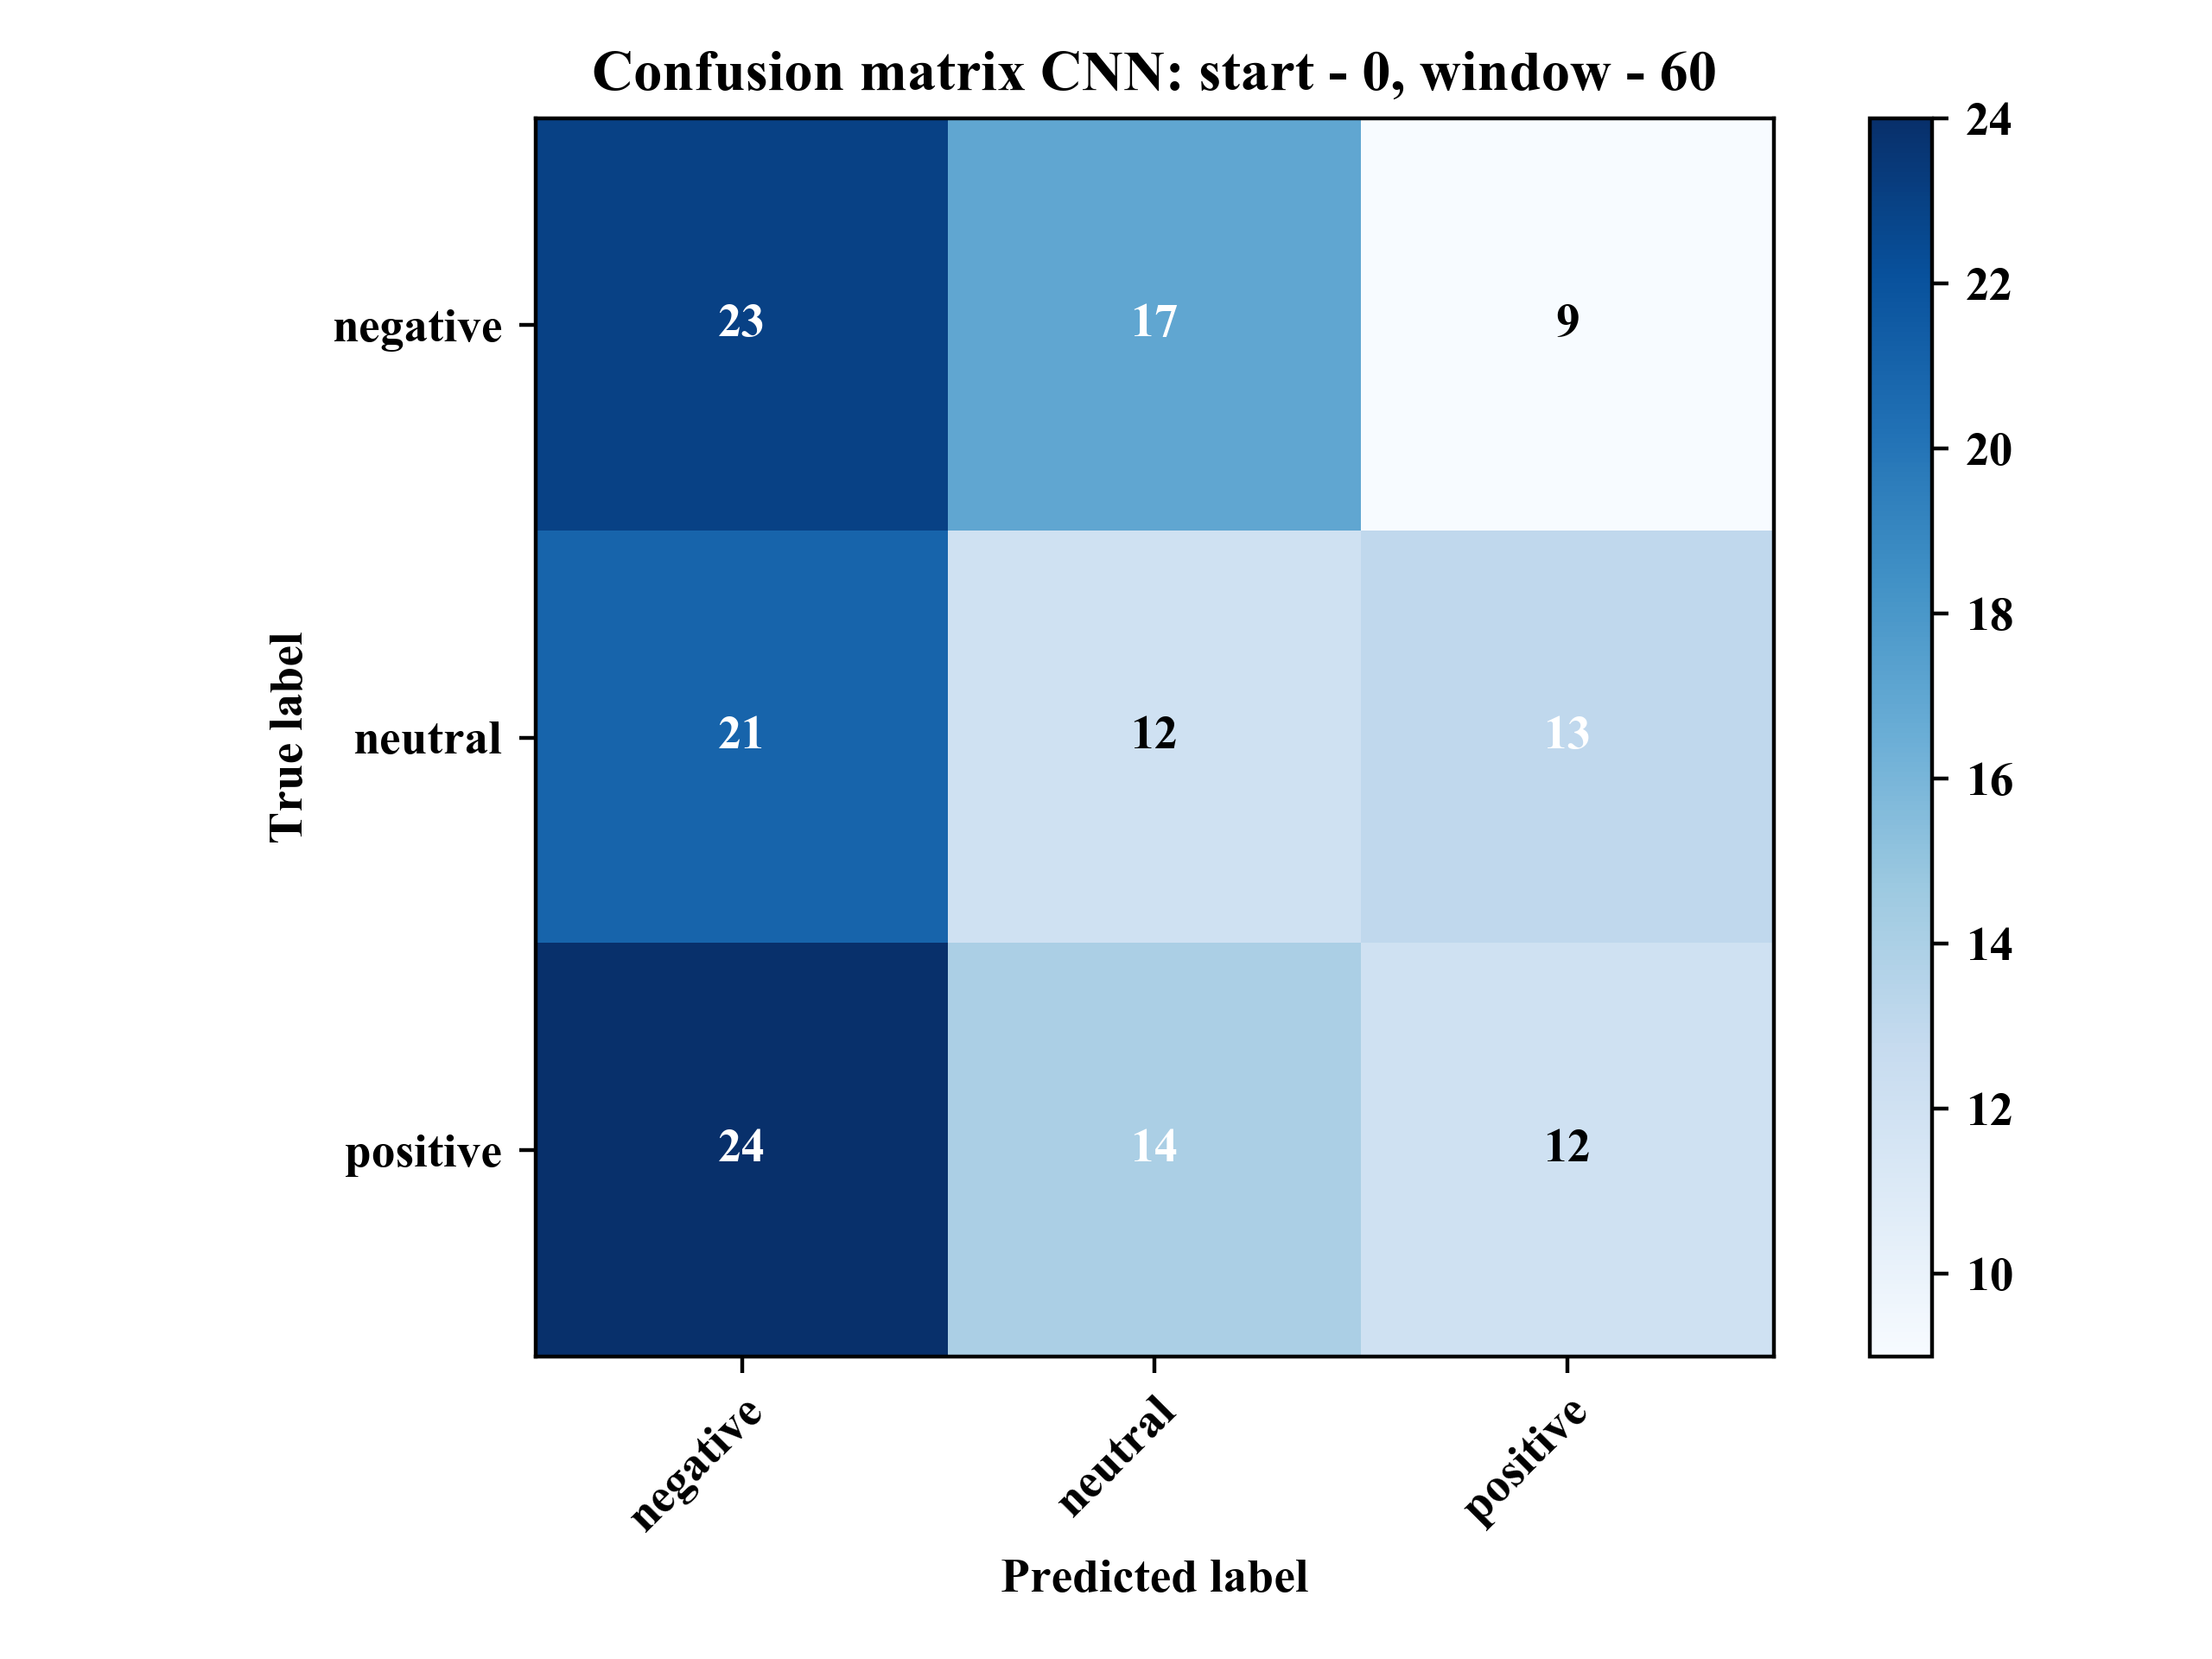 Confusion matrix CNN: start - 0, window - 60
True label
negative 23 17 9
neutral 21 12 13
positive 24 14 12
negative neutral positive
Predicted label
24
22
20
18
16
14
12
10